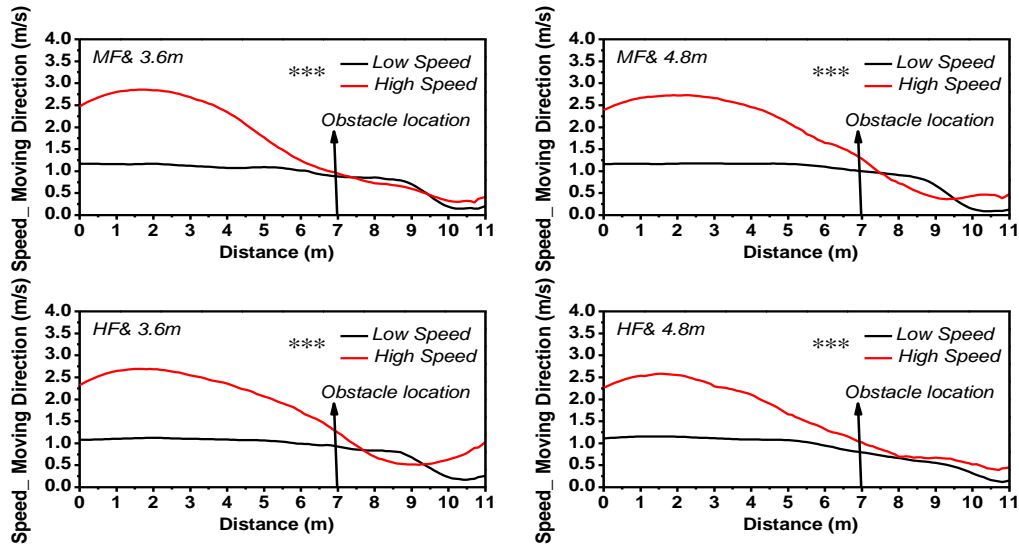 Speed_ Moving Direction (m/s)
4.0
3.5
3.0
2.5
2.0
1.5
1.0
0.5
0.0
MF& 3.6m
***
Low Speed
High Speed
Obstacle location
0 1 2 3 4 5 6 7 8 9 10 11
Distance (m)
Speed_ Moving Direction (m/s)
4.0
3.5
3.0
2.5
2.0
1.5
1.0
0.5
0.0
MF& 4.8m
***
Low Speed
High Speed
Obstacle location
0 1 2 3 4 5 6 7 8 9 10 11
Distance (m)
Speed_ Moving Direction (m/s)
4.0
3.5
3.0
2.5
2.0
1.5
1.0
0.5
0.0
HF& 3.6m
***
Low Speed
High Speed
Obstacle location
0 1 2 3 4 5 6 7 8 9 10 11
Distance (m)
Speed_ Moving Direction (m/s)
4.0
3.5
3.0
2.5
2.0
1.5
1.0
0.5
0.0
HF& 4.8m
***
Low Speed
High Speed
Obstacle location
0 1 2 3 4 5 6 7 8 9 10 11
Distance (m)